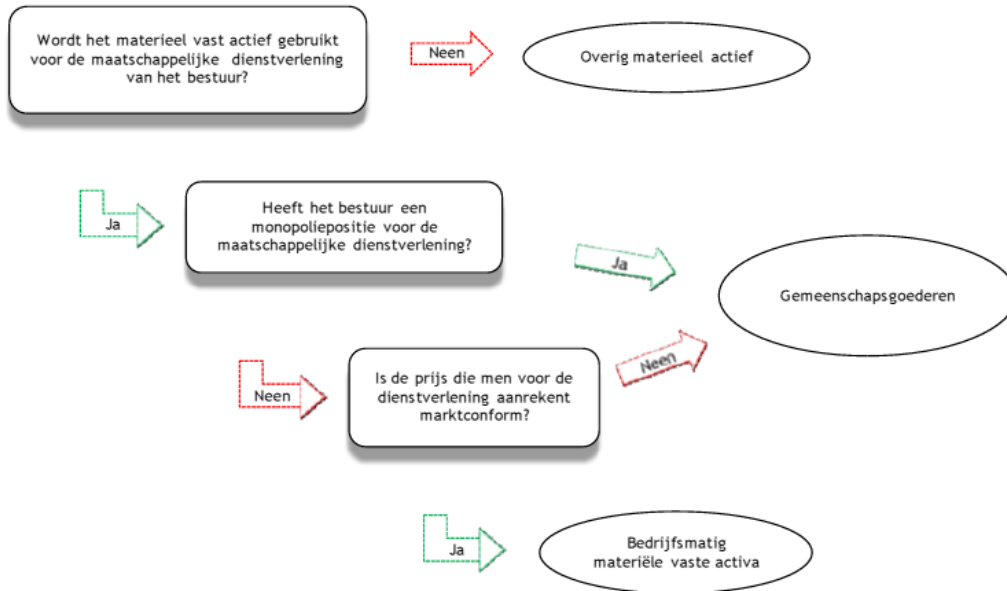 Wordt het materieel vast actief gebruikt
voor de maatschappelijke dienstverlening
van het bestuur?
Neen
Overig materieel actief
Ja
Heeft het bestuur een
monopoliepositie voor de
maatschappelijke dienstverlening?
Ja
Gemeenschapsgoederen
Neen
Is de prijs die men voor de
dienstverlening aanrekent
marktconform?
Neen
Ja
Bedrijfsmatig
materiële vaste activa